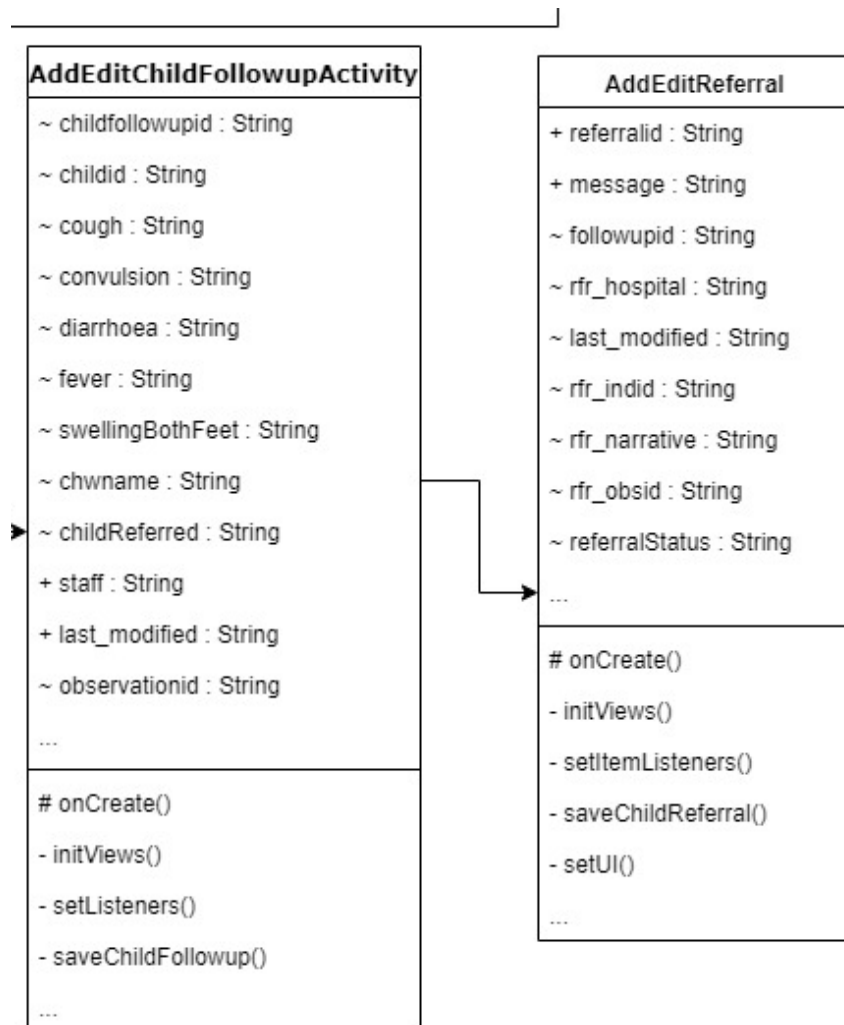 AddEditChildFollowupActivity
~ childfollowupid : String
~ childid : String
~ cough : String
~ convulsion : String
~ diarrhoea : String
~ fever : String
~ swellingBothFeet : String
~ chwname : String
~ childReferred : String
+ staff : String
+ last_modified : String
~ observationid : String
...
# onCreate()
- initViews()
- setListeners()
- saveChildFollowup()
...
AddEditReferral
+ referralid : String
+ message : String
~ followupid : String
~ rfr_hospital : String
~ last_modified : String
~ rfr_indid : String
~ rfr_narrative : String
~ rfr_obsid : String
~ referralStatus : String
...
# onCreate()
- initViews()
- setItemListeners()
- saveChildReferral()
- setUI()
...